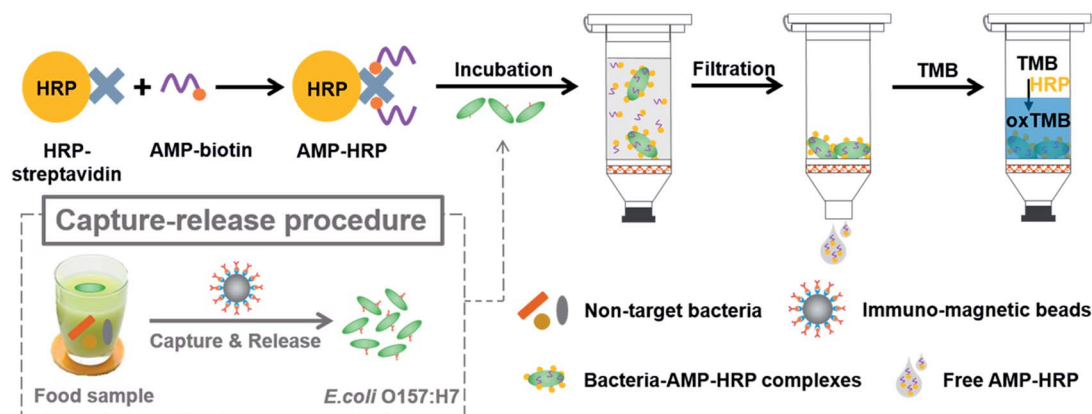 HRP
+
HRP
HRP-
streptavidin
AMP-biotin
AMP-HRP
Incubation
Filtration
TMB
TMB
HRP
oxTMB
Capture-release procedure
Capture & Release
Food sample
E.coli O157:H7
Non-target bacteria
Immuno-magnetic beads
Bacteria-AMP-HRP complexes
Free AMP-HRP